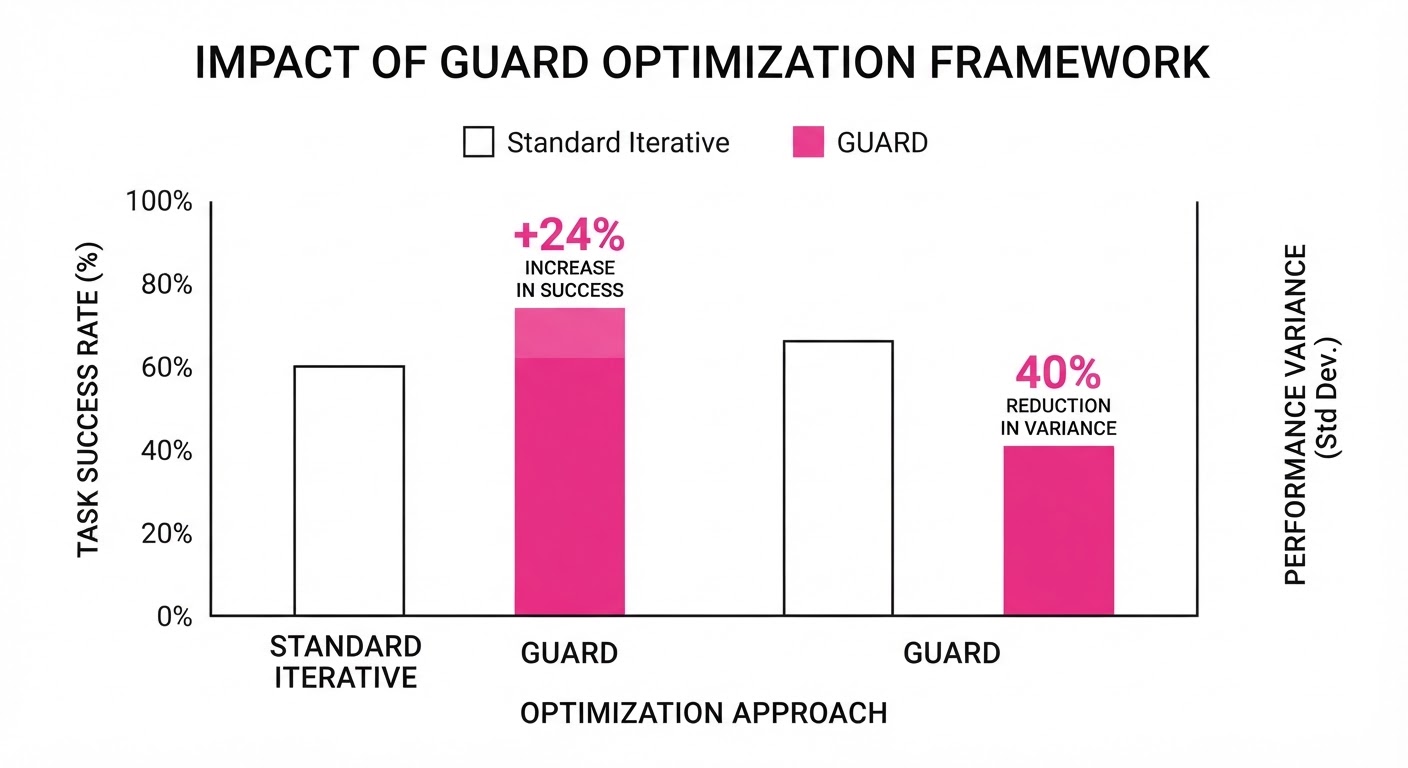 IMPACT OF GUARD OPTIMIZATION FRAMEWORK
Standard Iterative
GUARD
TASK SUCCESS RATE (%)
100%
80%
60%
40%
20%
0%
+24%
INCREASE
IN SUCCESS
40%
REDUCTION
IN VARIANCE
PERFORMANCE VARIANCE
(Std Dev.)
STANDARD
ITERATIVE
GUARD
GUARD
OPTIMIZATION APPROACH